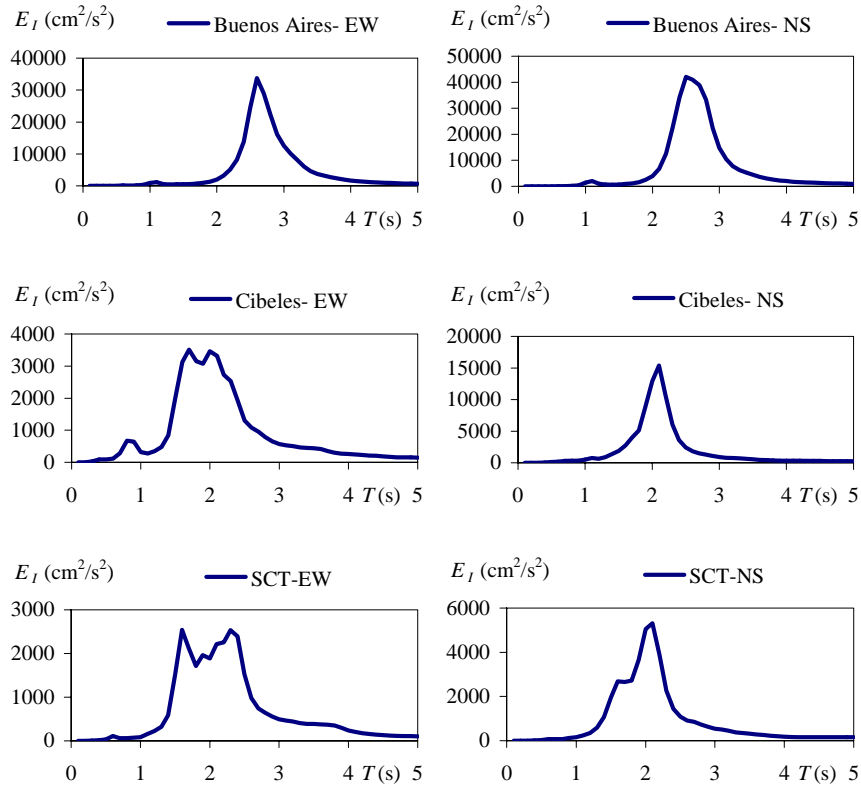 E_I (cm²/s²)
Buenos Aires- EW
40000
30000
20000
10000
0
0 1 2 3 4 T (s) 5
E_I (cm²/s²)
Buenos Aires- NS
50000
40000
30000
20000
10000
0
0 1 2 3 4 T (s) 5
E_I (cm²/s²)
Cibeles- EW
4000
3000
2000
1000
0
0 1 2 3 4 T (s) 5
E_I (cm²/s²)
Cibeles- NS
20000
15000
10000
5000
0
0 1 2 3 4 T (s) 5
E_I (cm²/s²)
SCT-EW
3000
2000
1000
0
0 1 2 3 4 T (s) 5
E_I (cm²/s²)
SCT-NS
6000
4000
2000
0
0 1 2 3 4 T (s) 5